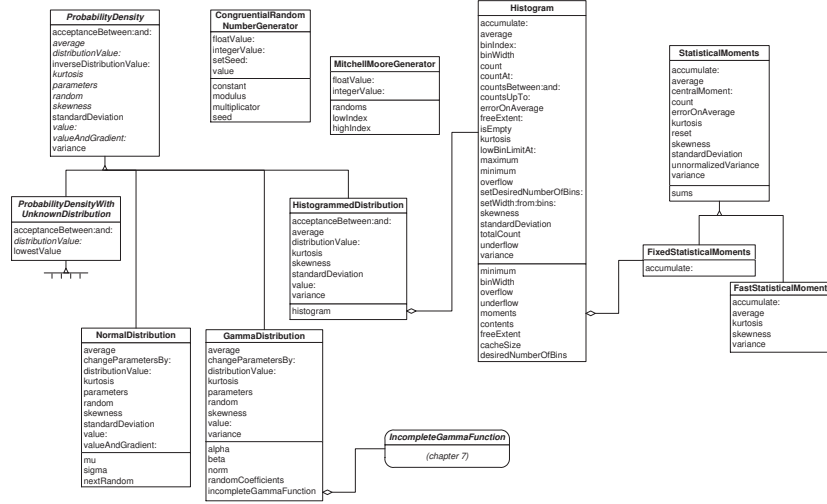 ProbabilityDensity
acceptanceBetween:and:
average
distributionValue:
inverseDistributionValue:
kurtosis
parameters
random
skewness
standardDeviation
value:
valueAndGradient:
variance
CongruentialRandom
NumberGenerator
floatValue:
integerValue:
setSeed:
value
constant
modulus
multiplicator
seed
MitchellMooreGenerator
floatValue:
integerValue:
randoms
lowIndex
highIndex
Histogram
accumulate:
average
binIndex:
binWidth
count
countAt:
countsBetween:and:
countsUpTo:
errorOnAverage
freeExtent:
isEmpty
kurtosis
lowBinLimitAt:
maximum
minimum
overflow
setDesiredNumberOfBins:
setWidth:from:bins:
skewness
standardDeviation
totalCount
underflow
variance
minimum
binWidth
overflow
underflow
moments
contents
freeExtent
cacheSize
desiredNumberOfBins
StatisticalMoments
accumulate:
average
centralMoment:
count
errorOnAverage
kurtosis
reset
skewness
standardDeviation
unnormalizedVariance
variance
sums
ProbabilityDensityWith
UnknownDistribution
acceptanceBetween:and:
distributionValue:
lowestValue
HistogrammedDistribution
acceptanceBetween:and:
average
distributionValue:
kurtosis
skewness
standardDeviation
value:
variance
histogram
FixedStatisticalMoments
accumulate:
FastStatisticalMoment
accumulate:
average
kurtosis
skewness
variance
NormalDistribution
average
changeParametersBy:
distributionValue:
kurtosis
parameters
random
skewness
standardDeviation
value:
valueAndGradient:
mu
sigma
nextRandom
GammaDistribution
average
changeParametersBy:
distributionValue:
kurtosis
parameters
random
skewness
value:
variance
alpha
beta
norm
randomCoefficients
incompleteGammaFunction
IncompleteGammaFunction
(chapter 7)